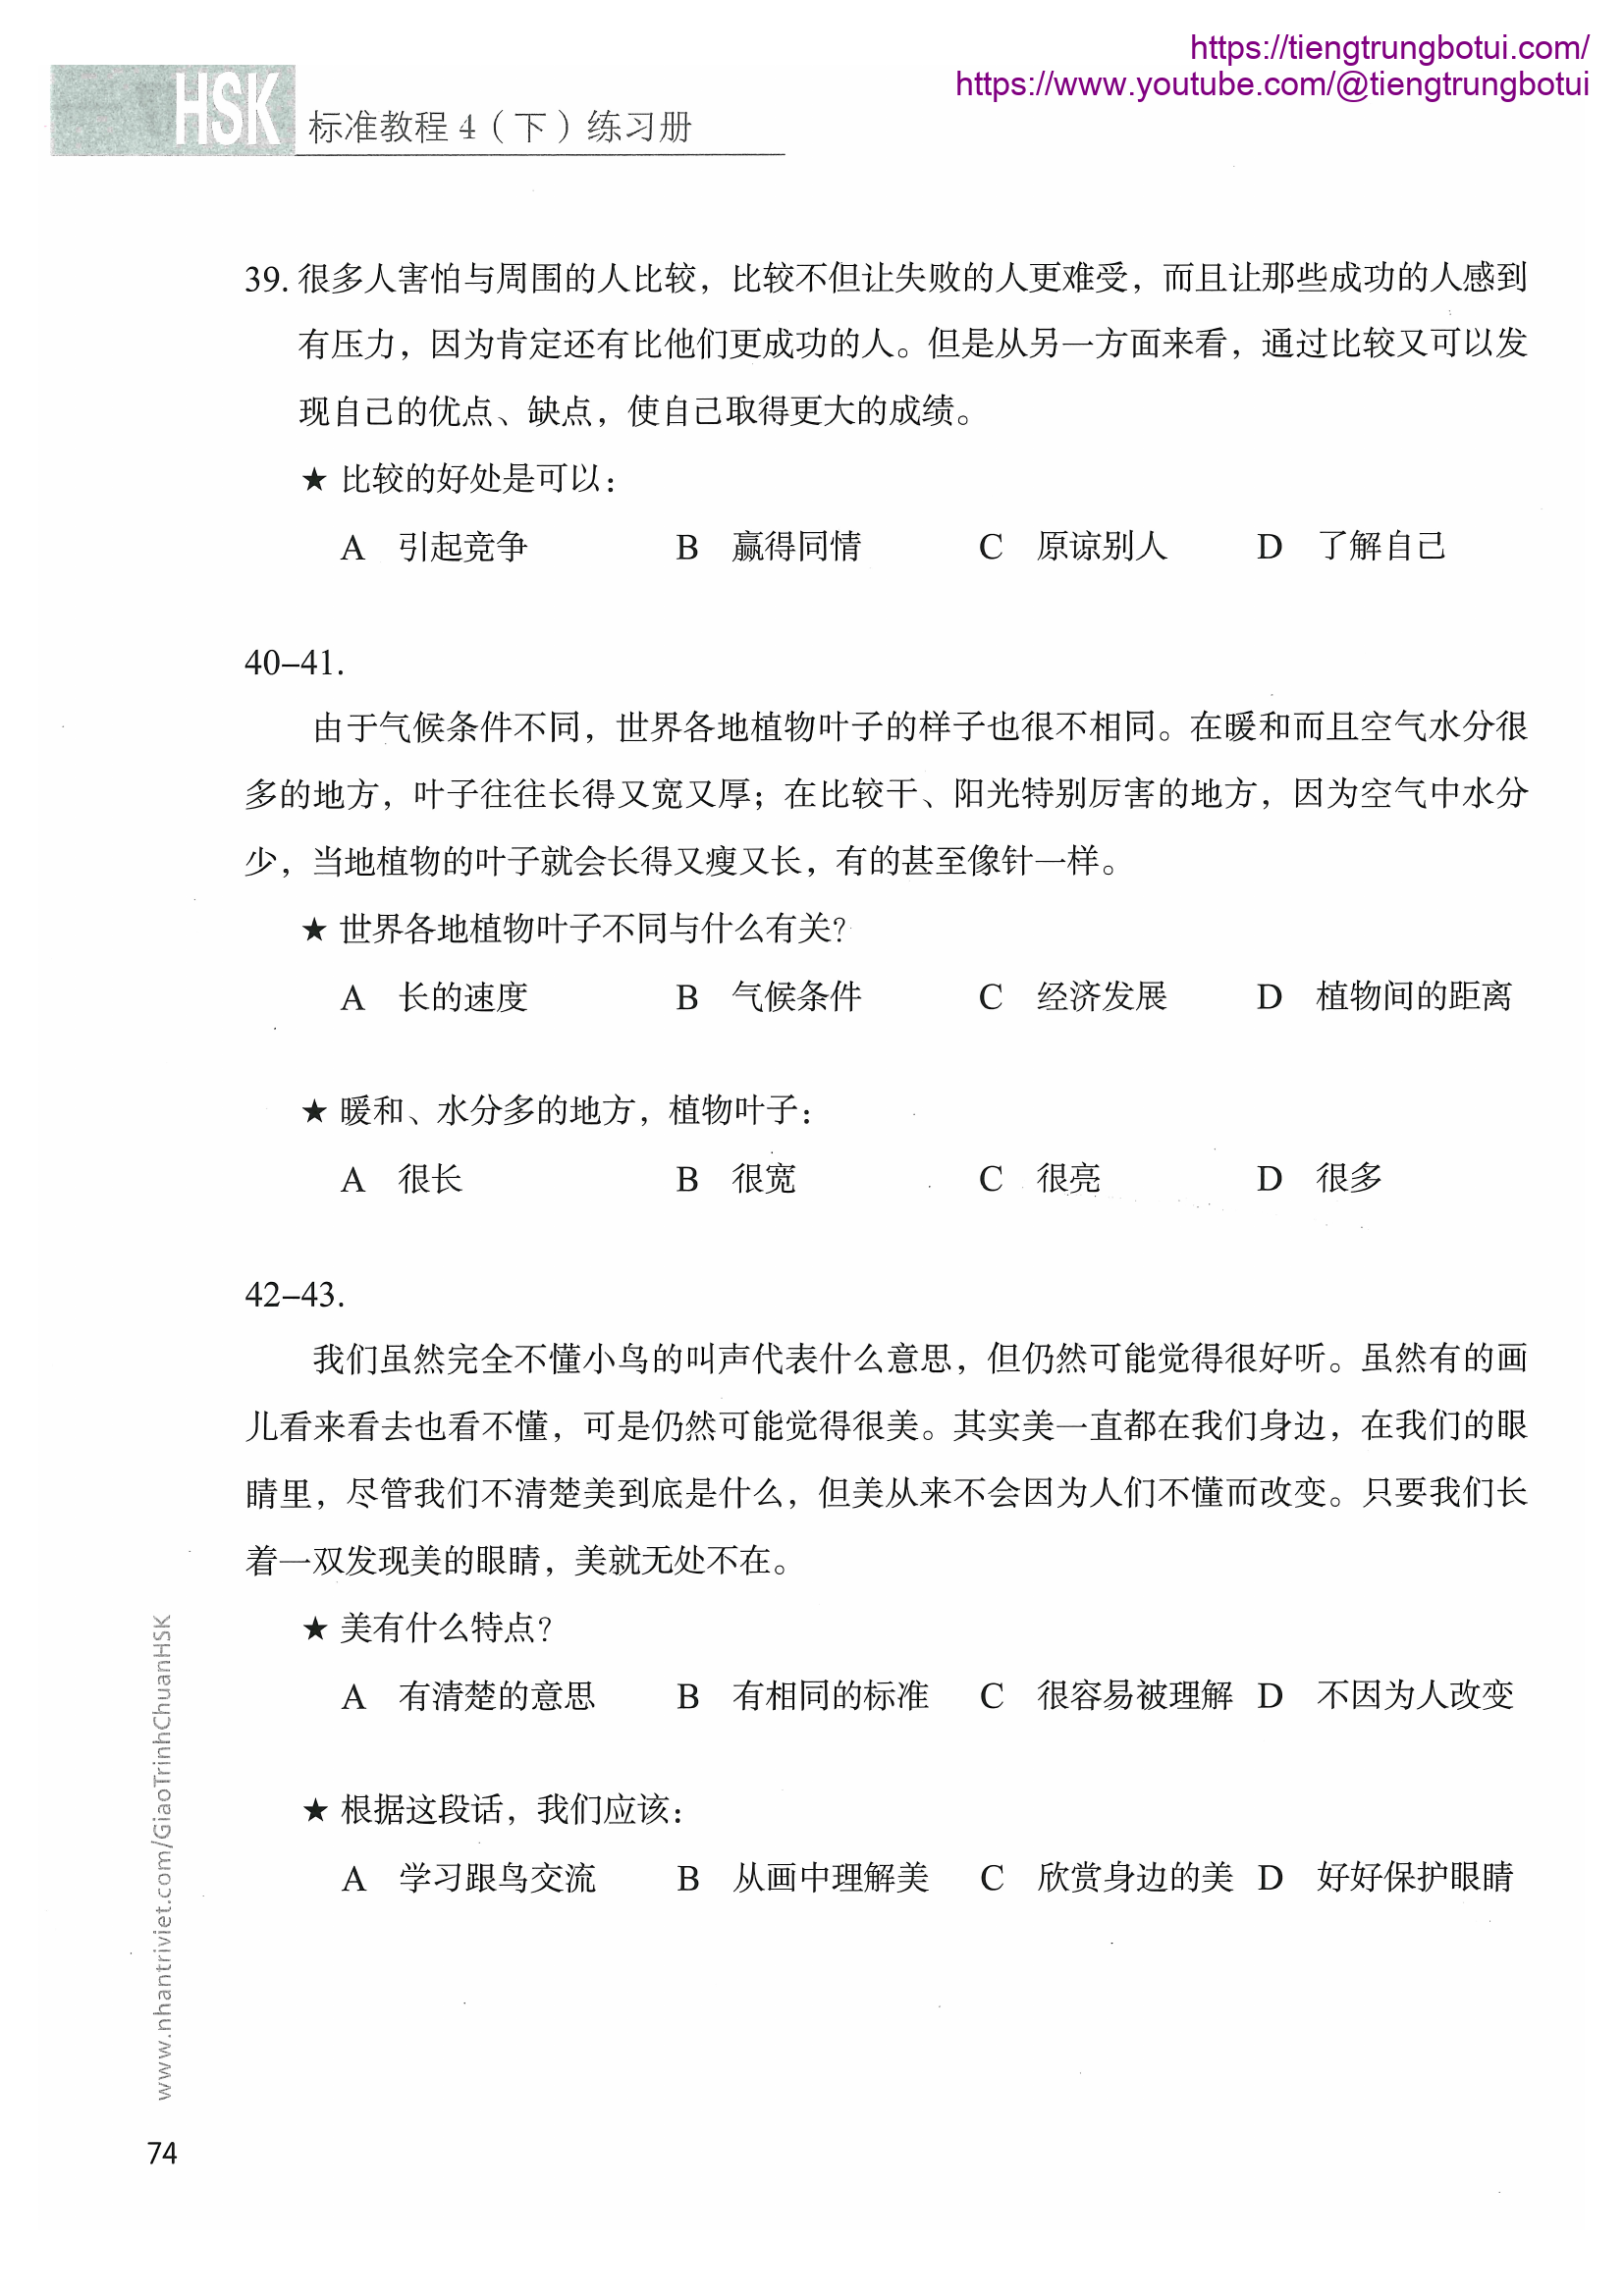 https://tiengtrungbotui.com/
https://www.youtube.com/@tiengtrungbotui
HSK 标准教程 4（下）练习册
39. 很多人害怕与周围的人比较，比较不但让失败的人更难受，而且让那些成功的人感到
有压力，因为肯定还有比他们更成功的人。但是从另一方面来看，通过比较又可以发
现自己的优点、缺点，使自己取得更大的成绩。
★ 比较的好处是可以：
A 引起竞争 B 赢得同情 C 原谅别人 D 了解自己
40–41.
由于气候条件不同，世界各地植物叶子的样子也很不相同。在暖和而且空气水分很
多的地方，叶子往往长得又宽又厚；在比较干、阳光特别厉害的地方，因为空气中水分
少，当地植物的叶子就会长得又瘦又长，有的甚至像针一样。
★ 世界各地植物叶子不同与什么有关？
A 长的速度 B 气候条件 C 经济发展 D 植物间的距离
★ 暖和、水分多的地方，植物叶子：
A 很长 B 很宽 C 很亮 D 很多
42–43.
我们虽然完全不懂小鸟的叫声代表什么意思，但仍然可能觉得很好听。虽然有的画
儿看来看去也看不懂，可是仍然可能觉得很美。其实美一直都在我们身边，在我们的眼
睛里，尽管我们不清楚美到底是什么，但美从来不会因为人们不懂而改变。只要我们长
着一双发现美的眼睛，美就无处不在。
★ 美有什么特点？
A 有清楚的意思 B 有相同的标准 C 很容易被理解 D 不因为人改变
★ 根据这段话，我们应该：
A 学习跟鸟交流 B 从画中理解美 C 欣赏身边的美 D 好好保护眼睛
www.nhantriviet.com/GiaoTrinhChuanHSK
74